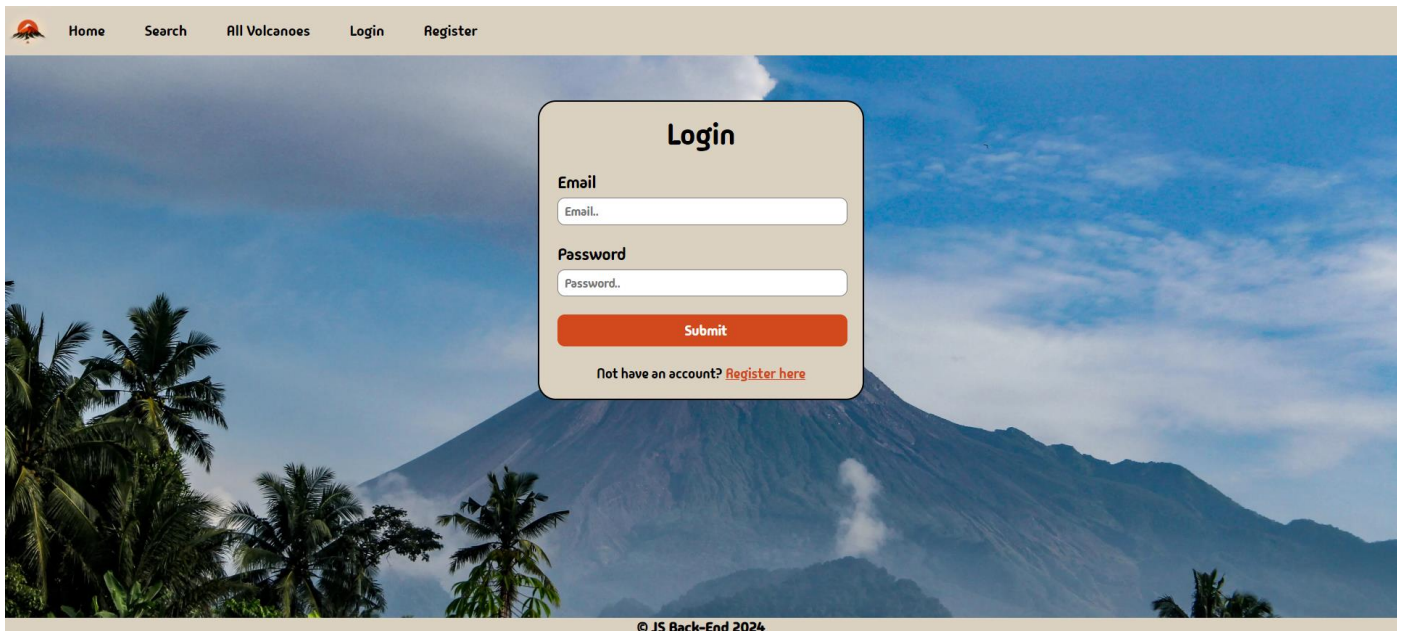 Home Search All Volcanoes Login Register
Login
Email
Email..
Password
Password..
Submit
Not have an account? Register here
© JS Back-End 2024